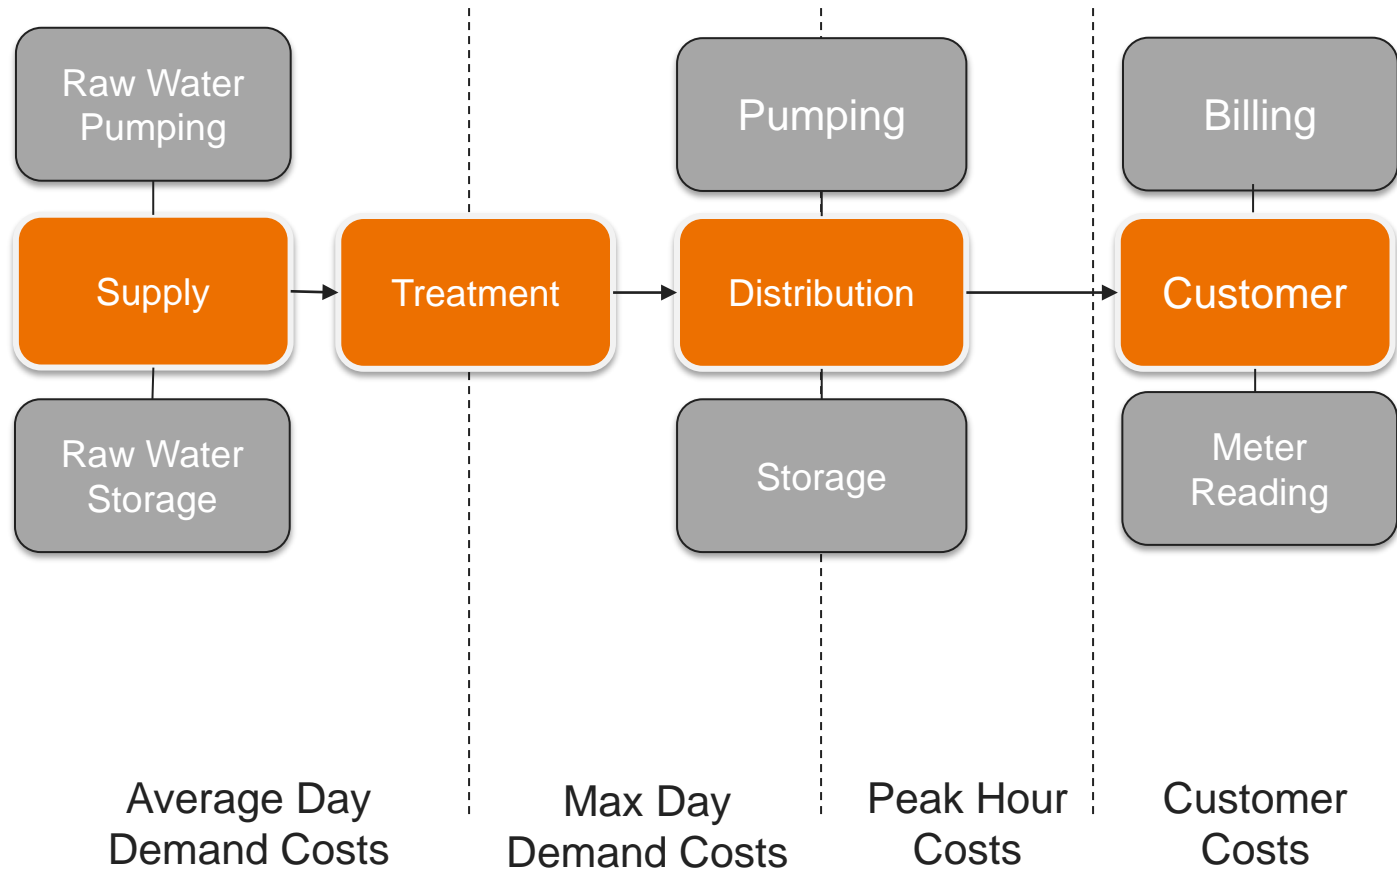 Raw Water
Pumping
Pumping
Billing
Supply
Treatment
Distribution
Customer
Raw Water
Storage
Storage
Meter
Reading
Average Day
Demand Costs
Max Day
Demand Costs
Peak Hour
Costs
Customer
Costs